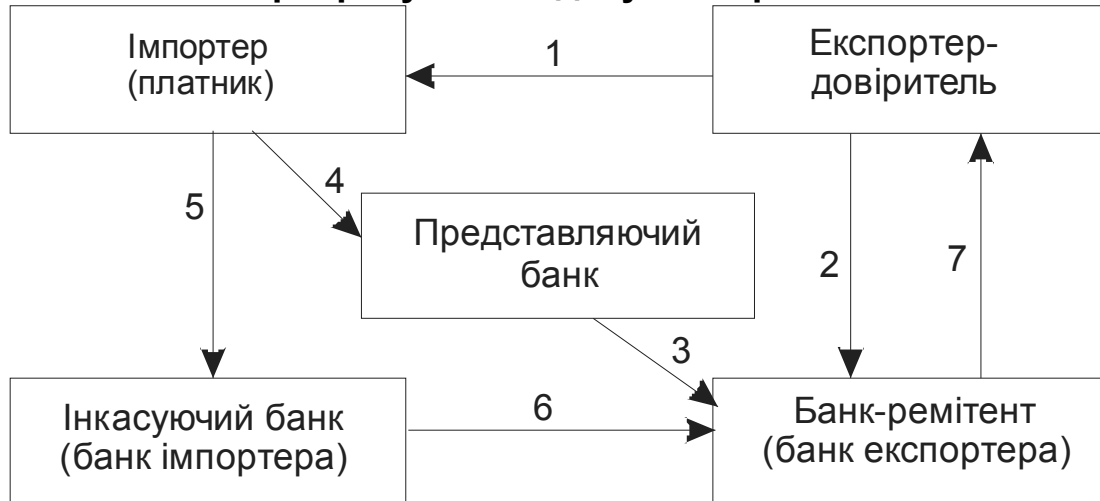 Імпортер
(платник)
1
Експортер-
довіритель
5
4
Представляючий
банк
2
7
3
Інкасуючий банк
(банк імпортера)
6
Банк-ремітент
(банк експортера)